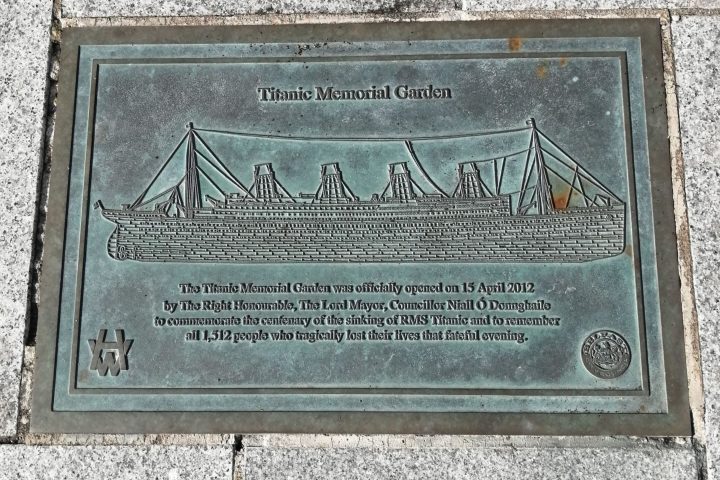 Titanic Memorial Garden
The Titanic Memorial Garden was officially opened on 15 April 2012
by The Right Honourable, The Lord Mayor, Councillor Niall Ó Donnghaile
to commemorate the centenary of the sinking of RMS Titanic and to remember
all 1,512 people who tragically lost their lives that fateful evening.